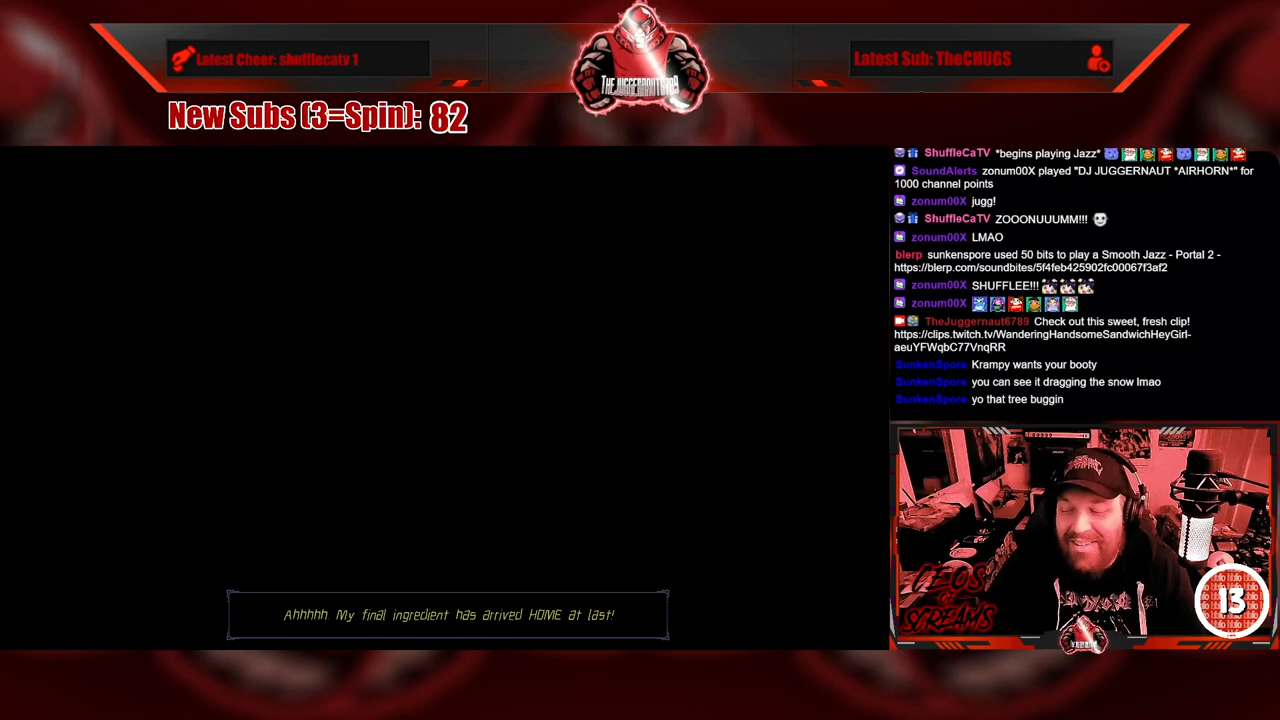 Latest Cheer: shufflecatv 1
THEJUGGERNAUT6789
Latest Sub: TheCHUGS
New Subs (3=Spin): 82
ShuffleCaTV *begins playing Jazz*
SoundAlerts zonum00X played "DJ JUGGERNAUT *AIRHORN*" for
1000 channel points
zonum00X jugg!
ShuffleCaTV ZOOONUUUMM!!!
zonum00X LMAO
blerp sunkenspore used 50 bits to play a Smooth Jazz - Portal 2 -
https://blerp.com/soundbites/5f4feb425902fc00067f3af2
zonum00X SHUFFLEE!!!
zonum00X
TheJuggernaut6789 Check out this sweet, fresh clip!
https://clips.twitch.tv/WanderingHandsomeSandwichHeyGirl-
aeuYFWqbC77VnqRR
SunkenSpore Krampy wants your booty
SunkenSpore you can see it dragging the snow lmao
SunkenSpore yo that tree buggin
Ahhhhh. My final ingredient has arrived HOME at last!
CEOS
OF
SCREAMS
13